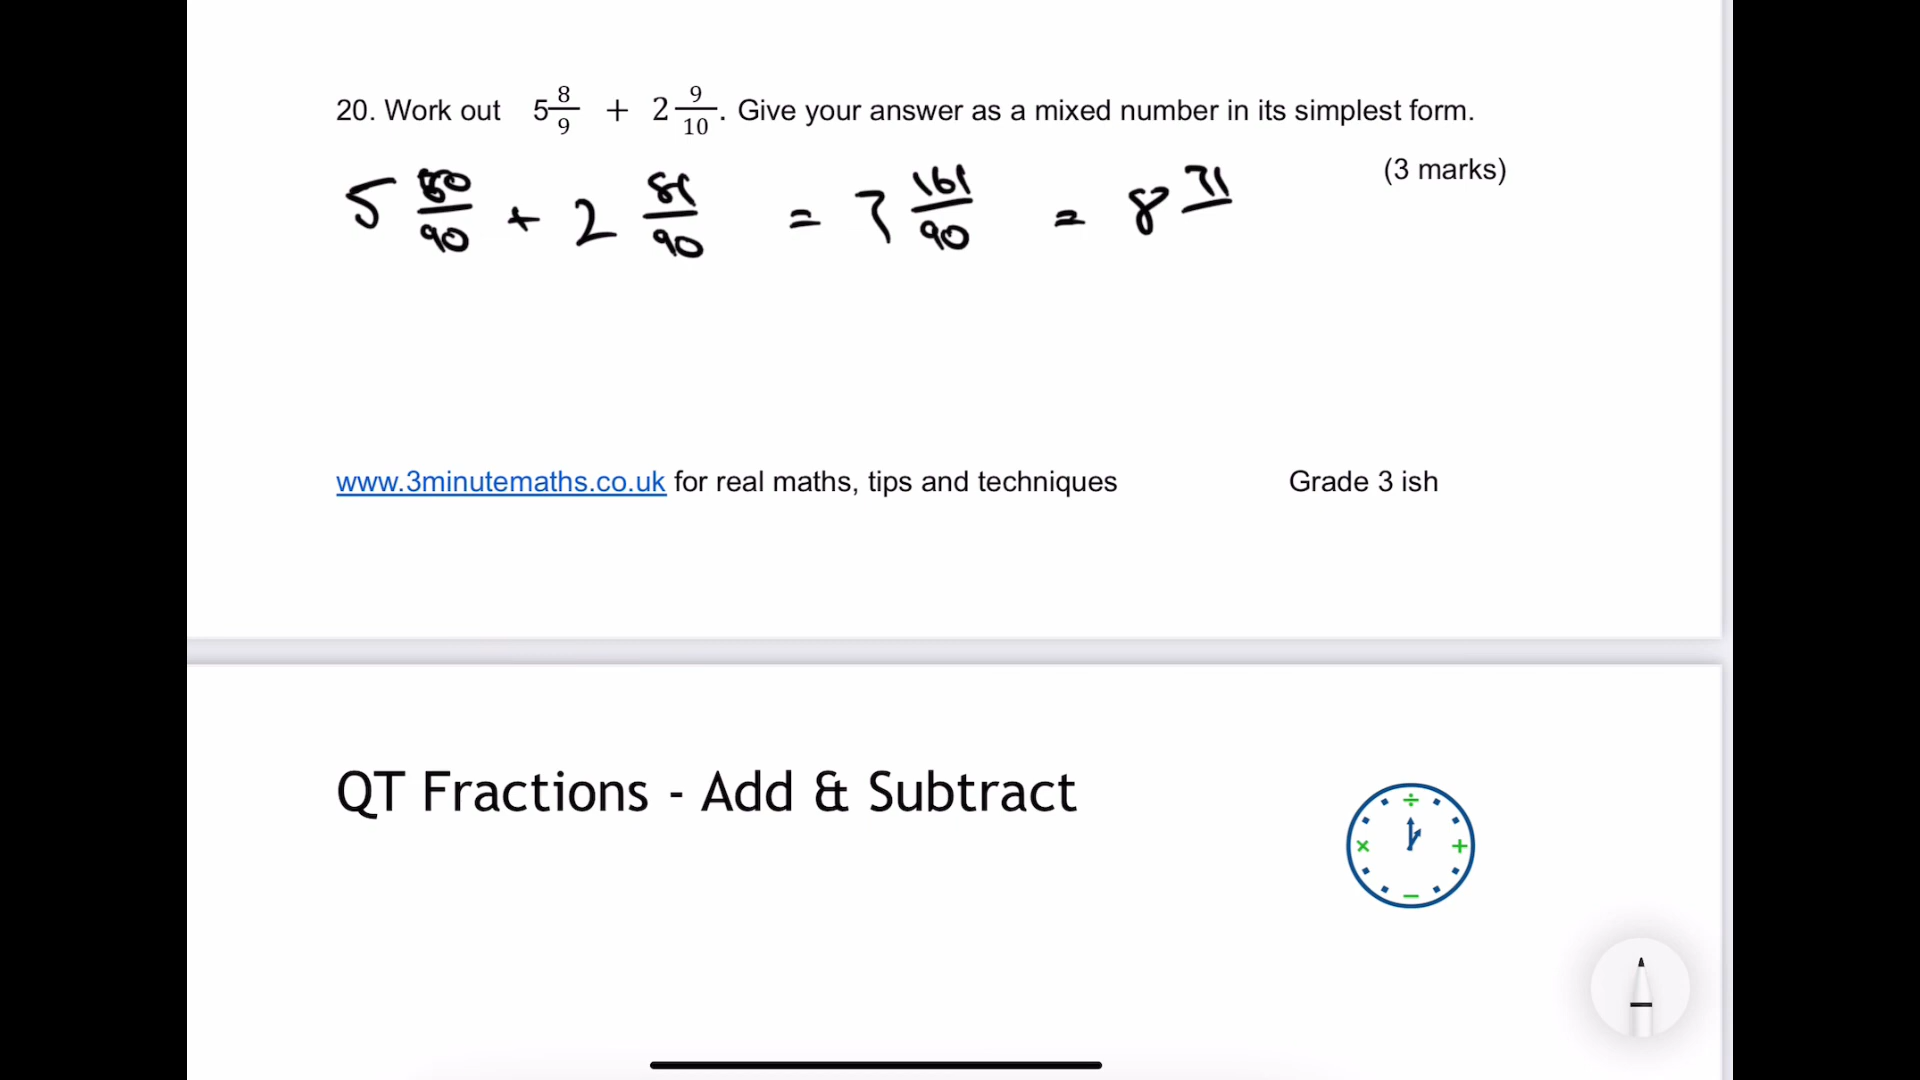 20. Work out 5 8/9 + 2 9/10. Give your answer as a mixed number in its simplest form.
(3 marks)
5 80/90 + 2 81/90 = 7 161/90 = 8 71
www.3minutemaths.co.uk for real maths, tips and techniques Grade 3 ish
QT Fractions - Add & Subtract
÷
× +
−